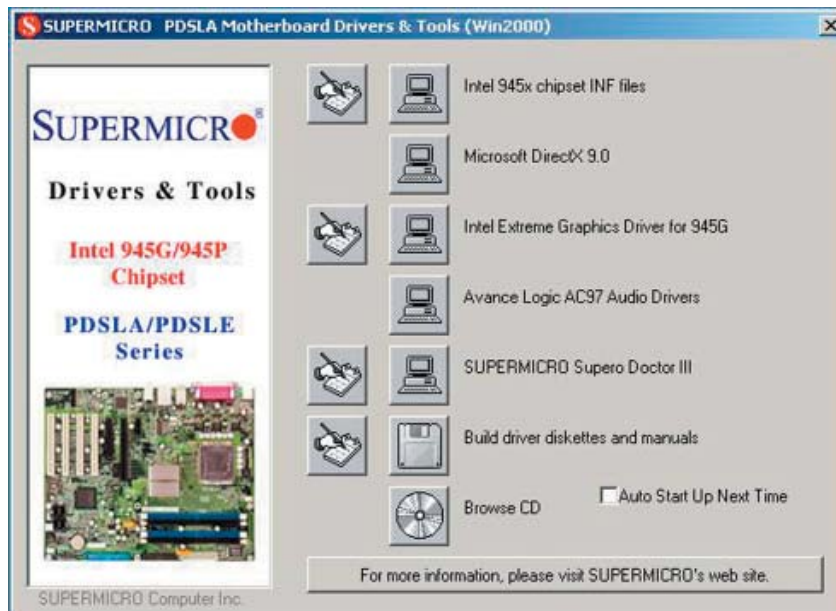 SUPERMICRO PDSLA Motherboard Drivers & Tools (Win2000)
SUPERMICRO®
Drivers & Tools
Intel 945G/945P
Chipset
PDSLA/PDSLE
Series
SUPERMICRO Computer Inc.
Intel 945x chipset INF files
Microsoft DirectX 9.0
Intel Extreme Graphics Driver for 945G
Avance Logic AC97 Audio Drivers
SUPERMICRO Supero Doctor III
Build driver diskettes and manuals
Browse CD
Auto Start Up Next Time
For more information, please visit SUPERMICRO's web site.